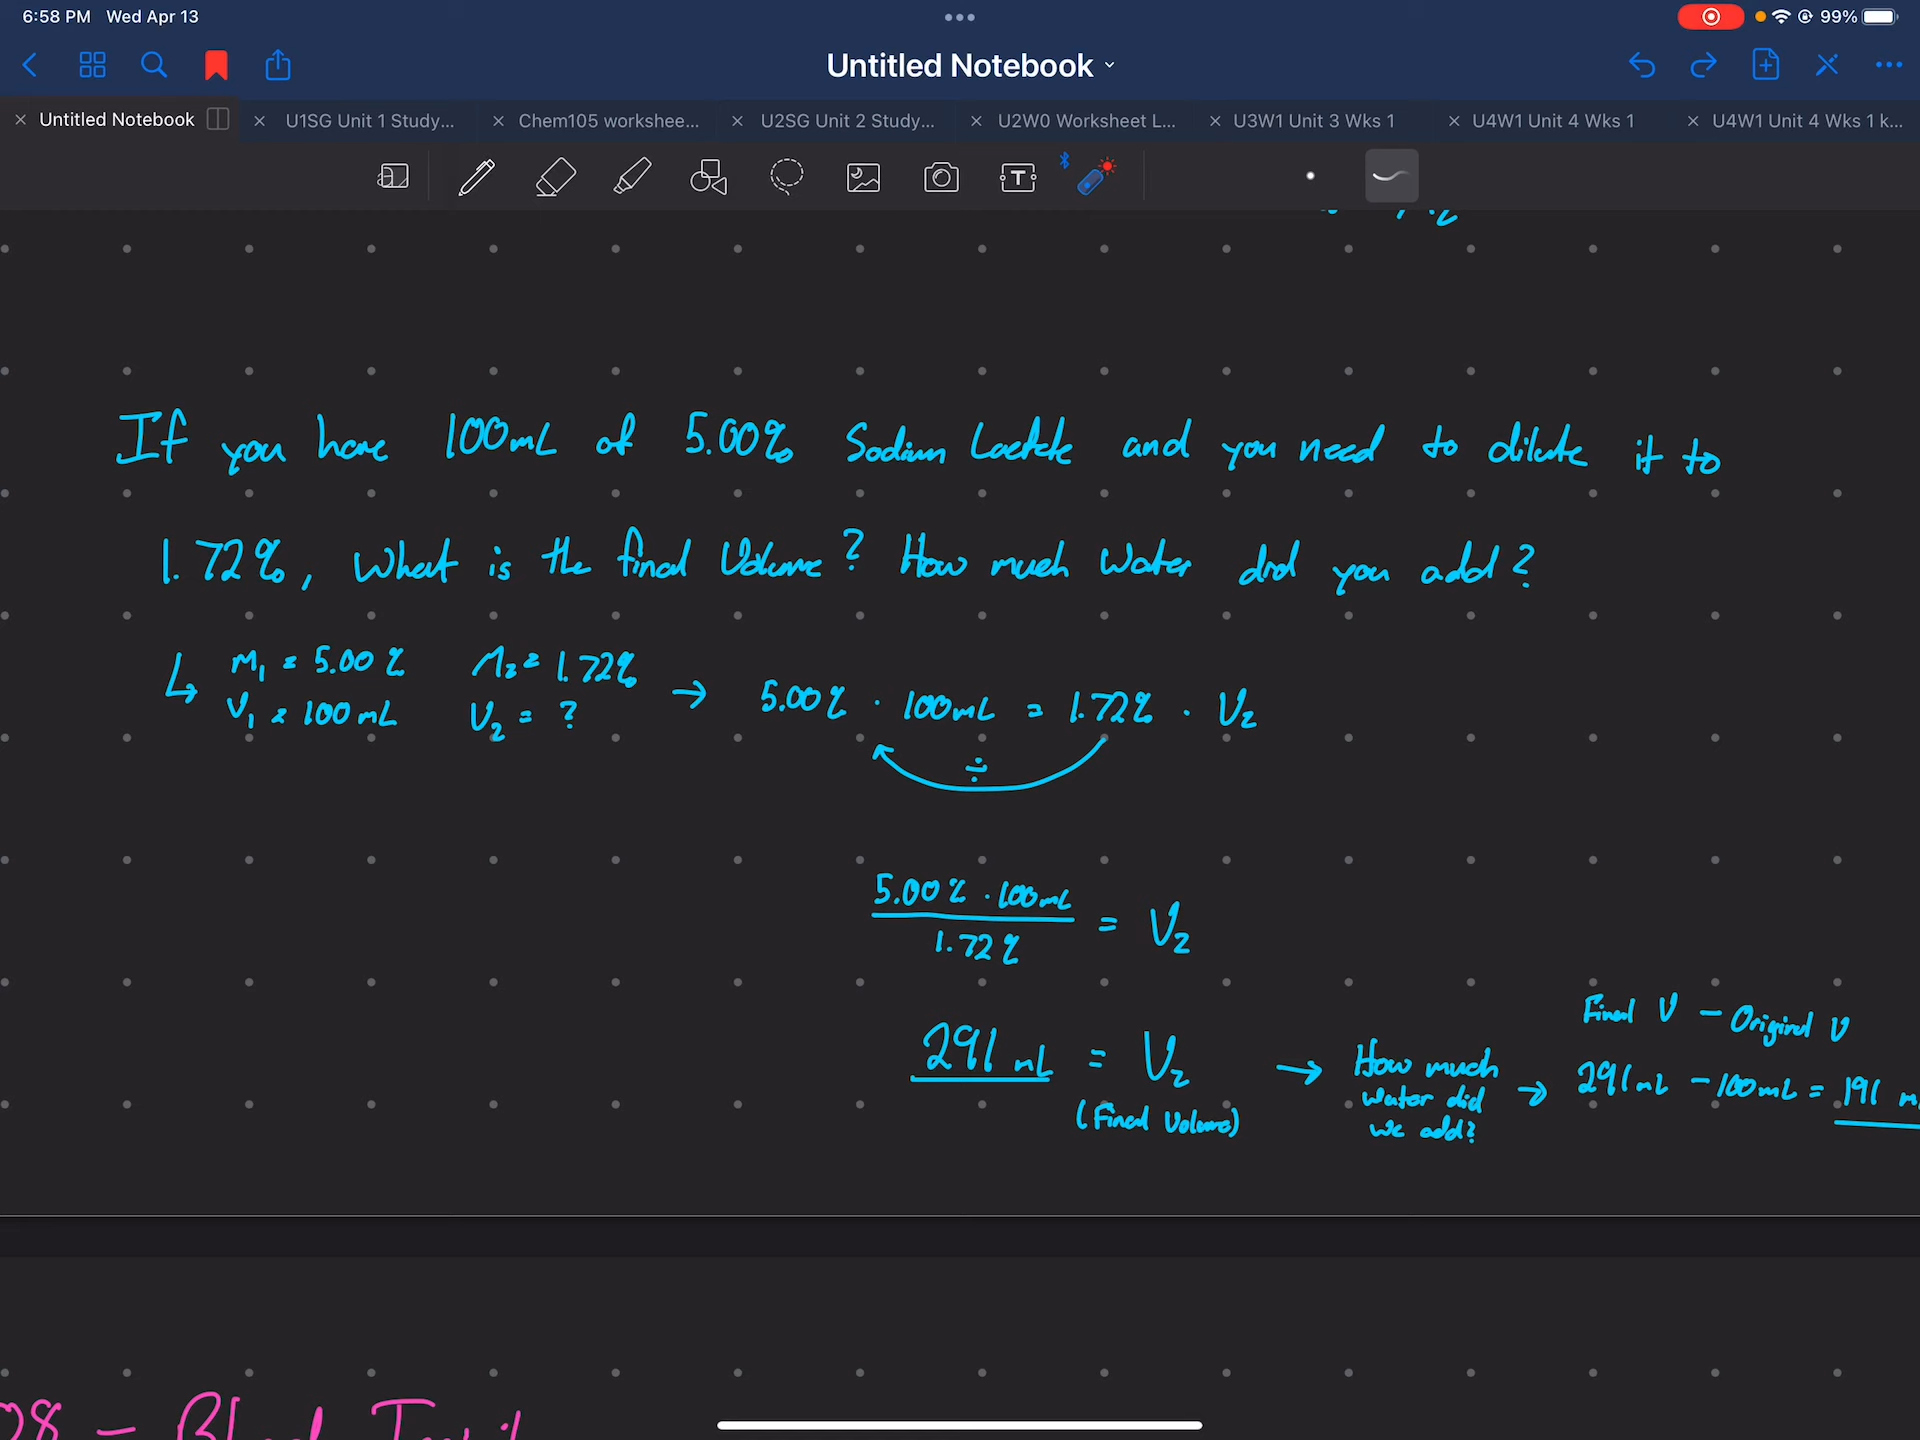 6:58 PM Wed Apr 13
99%
Untitled Notebook
Untitled Notebook
U1SG Unit 1 Study...
Chem105 workshee...
U2SG Unit 2 Study...
U2W0 Worksheet L...
U3W1 Unit 3 Wks 1
U4W1 Unit 4 Wks 1
U4W1 Unit 4 Wks 1 k...
If you have 100mL of 5.00% Sodium Lactate and you need to dilute it to
1.72%, What is the final Volume? How much Water did you add?
↳ M₁ = 5.00% M₂ = 1.72%
V₁ = 100mL V₂ = ?
→ 5.00% · 100mL = 1.72% · V₂
÷
5.00% · 100mL
1.72%
= V₂
291 mL = V₂
(Final Volume)
→ How much
water did
we add?
→
Final V - Original V
291mL - 100mL = 191 m